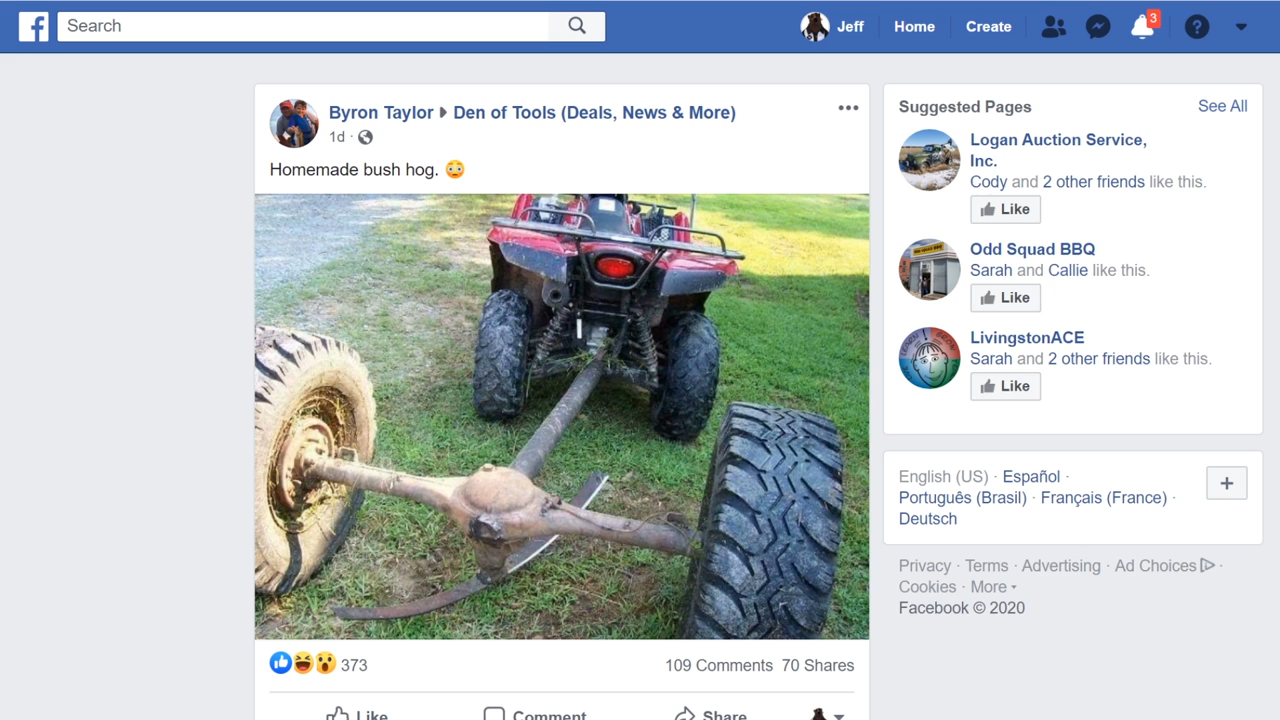 Search
Jeff
Home
Create
3
Byron Taylor Den of Tools (Deals, News & More)
1d ·
Homemade bush hog. 😳
373
109 Comments 70 Shares
Like
Comment
Share
Suggested Pages
See All
Logan Auction Service,
Inc.
Cody and 2 other friends like this.
Like
Odd Squad BBQ
Sarah and Callie like this.
Like
LivingstonACE
Sarah and 2 other friends like this.
Like
English (US) · Español ·
Português (Brasil) · Français (France) ·
Deutsch
Privacy · Terms · Advertising · Ad Choices ·
Cookies · More
Facebook © 2020